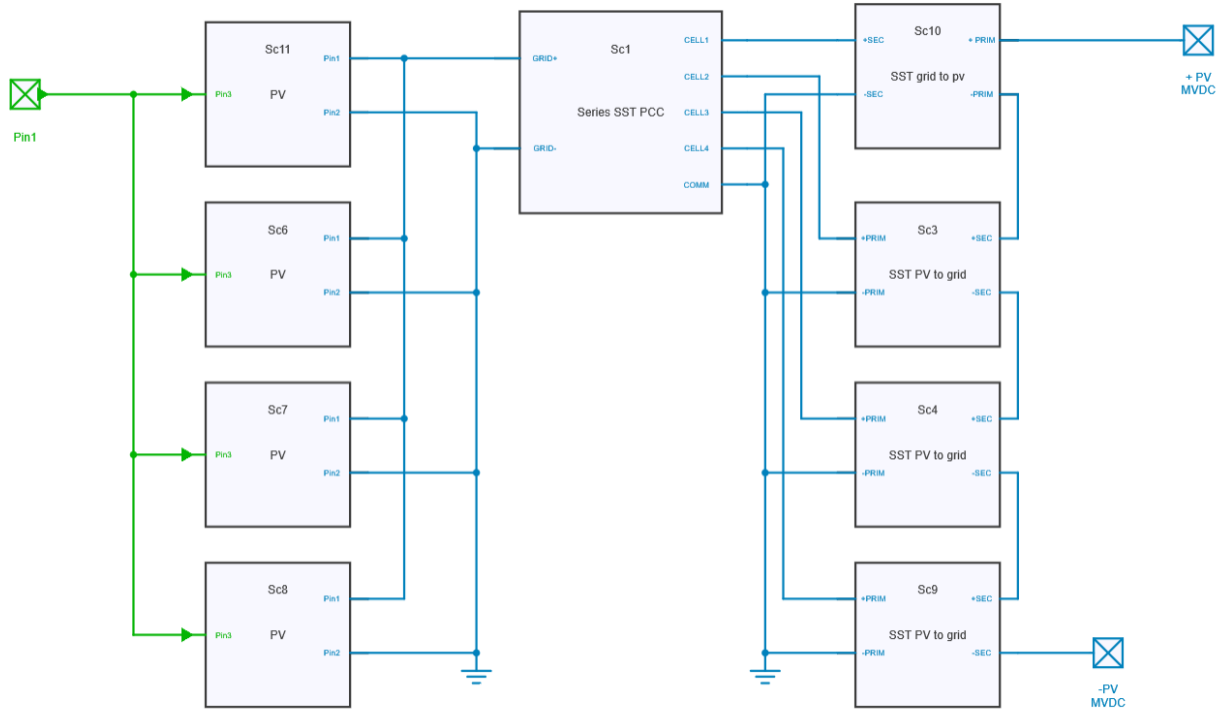 Pin1
Sc11
PV
Pin3
Pin1
Pin2
Sc6
PV
Pin3
Pin1
Pin2
Sc7
PV
Pin3
Pin1
Pin2
Sc8
PV
Pin3
Pin1
Pin2
Sc1
Series SST PCC
GRID+
GRID-
CELL1
CELL2
CELL3
CELL4
COMM
Sc10
SST grid to pv
+SEC
-SEC
+ PRIM
-PRIM
Sc3
SST PV to grid
+PRIM
-PRIM
+SEC
-SEC
Sc4
SST PV to grid
+PRIM
-PRIM
+SEC
-SEC
Sc9
SST PV to grid
+PRIM
-PRIM
+SEC
-SEC
+ PV
MVDC
-PV
MVDC